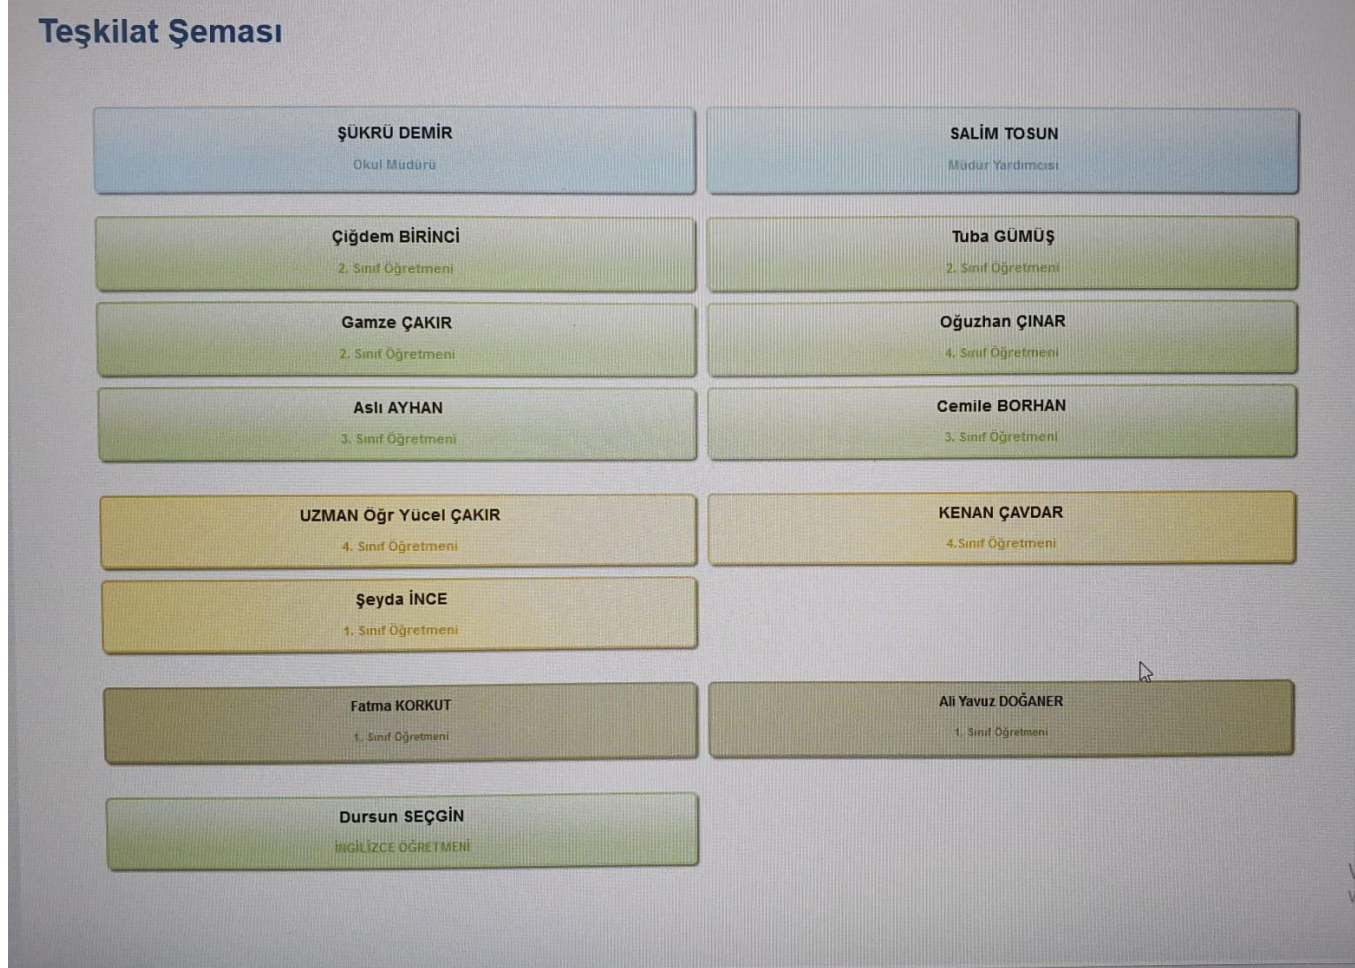 Teşkilat Şeması
ŞÜKRÜ DEMİR
Okul Müdürü
SALİM TOSUN
Müdür Yardımcısı
Çiğdem BİRİNCİ
2. Sınıf Öğretmeni
Tuba GÜMÜŞ
2. Sınıf Öğretmeni
Gamze ÇAKIR
2. Sınıf Öğretmeni
Oğuzhan ÇINAR
4. Sınıf Öğretmeni
Aslı AYHAN
3. Sınıf Öğretmeni
Cemile BORHAN
3. Sınıf Öğretmeni
UZMAN Öğr Yücel ÇAKIR
4. Sınıf Öğretmeni
KENAN ÇAVDAR
4.Sınıf Öğretmeni
Şeyda İNCE
1. Sınıf Öğretmeni
Fatma KORKUT
1. Sınıf Öğretmeni
Ali Yavuz DOĞANER
1. Sınıf Öğretmeni
Dursun SEÇGİN
İNGİLİZCE ÖĞRETMENİ